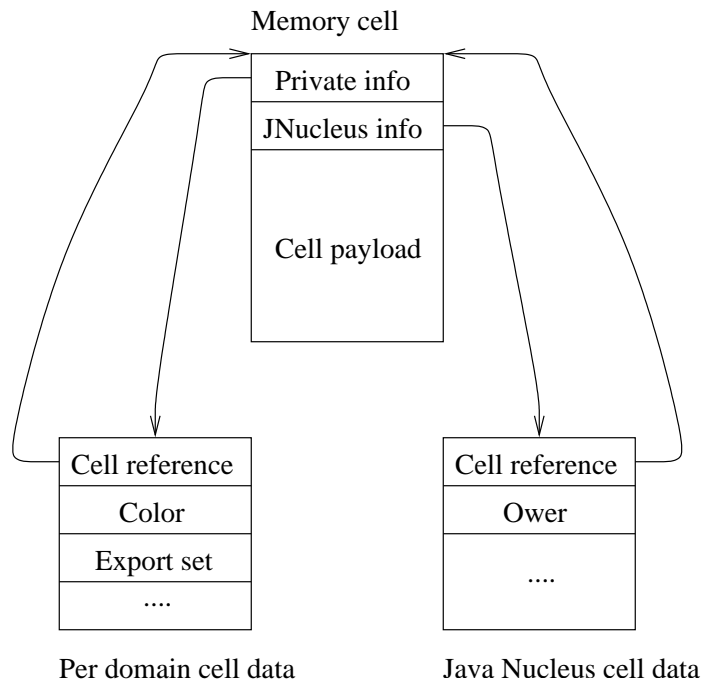 Memory cell
Private info
JNucleus info
Cell payload
Cell reference
Color
Export set
....
Per domain cell data
Cell reference
Ower
....
Java Nucleus cell data